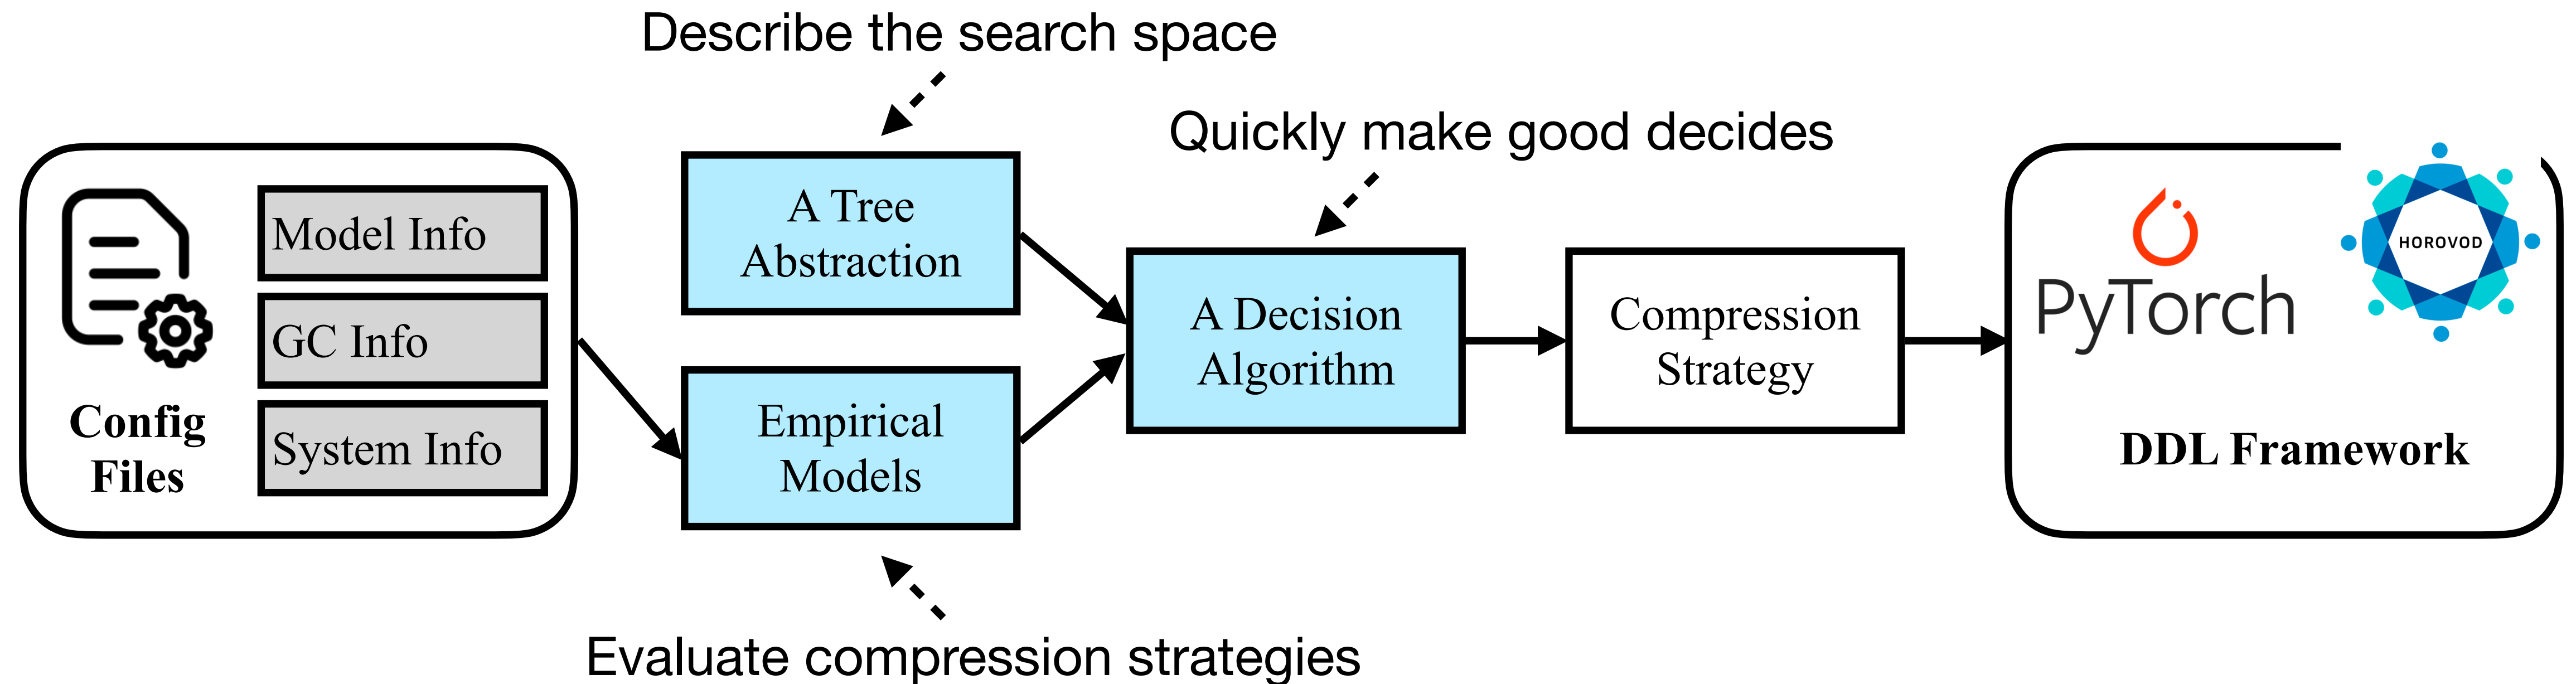 Describe the search space
Quickly make good decides
Model Info
GC Info
System Info
Config
Files
A Tree
Abstraction
Empirical
Models
A Decision
Algorithm
Compression
Strategy
PyTorch
HOROVOD
DDL Framework
Evaluate compression strategies